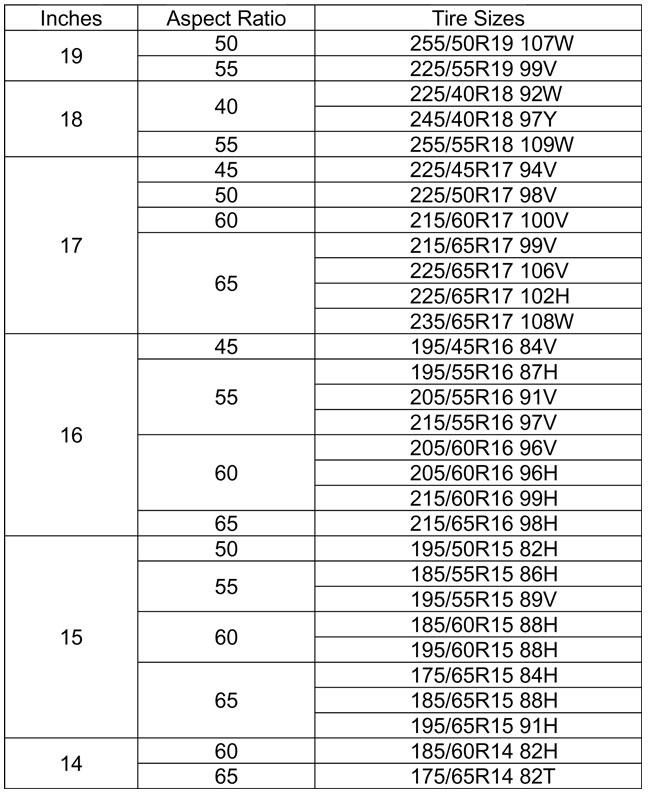 Inches Aspect Ratio Tire Sizes
19 50 255/50R19 107W
55 225/55R19 99V
18 40 225/40R18 92W
245/40R18 97Y
55 255/55R18 109W
17 45 225/45R17 94V
50 225/50R17 98V
60 215/60R17 100V
65 215/65R17 99V
225/65R17 106V
225/65R17 102H
235/65R17 108W
16 45 195/45R16 84V
55 195/55R16 87H
205/55R16 91V
215/55R16 97V
60 205/60R16 96V
205/60R16 96H
215/60R16 99H
65 215/65R16 98H
15 50 195/50R15 82H
55 185/55R15 86H
195/55R15 89V
60 185/60R15 88H
195/60R15 88H
65 175/65R15 84H
185/65R15 88H
195/65R15 91H
14 60 185/60R14 82H
65 175/65R14 82T